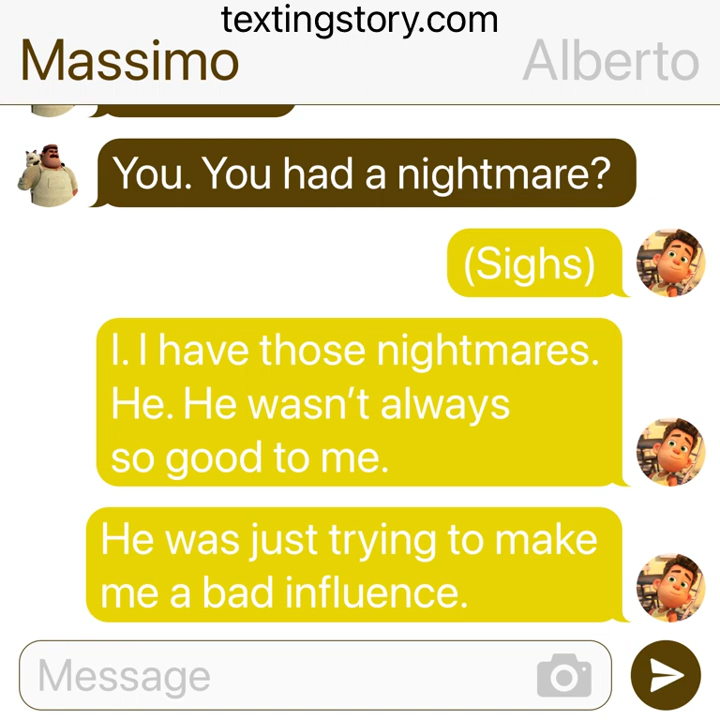 textingstory.com
Massimo
Alberto
You. You had a nightmare?
(Sighs)
I. I have those nightmares.
He. He wasn’t always
so good to me.
He was just trying to make
me a bad influence.
Message